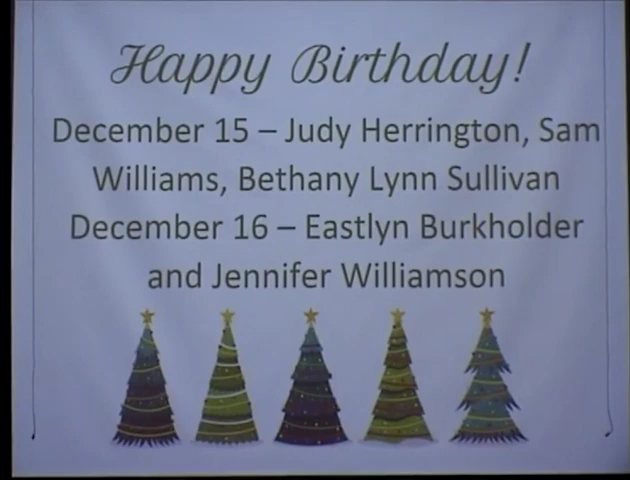 Happy Birthday!
December 15 – Judy Herrington, Sam
Williams, Bethany Lynn Sullivan
December 16 – Eastlyn Burkholder
and Jennifer Williamson